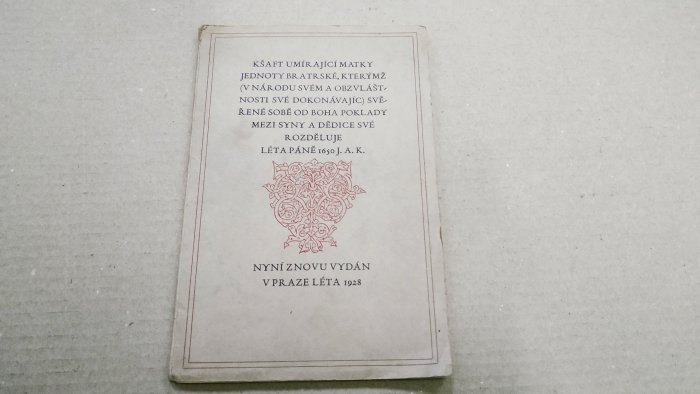 KŠAFT UMÍRAJÍCÍ MATKY
JEDNOTY BRATRSKÉ, KTERÝMŽ
(V NÁRODU SVÉM A OBZVLÁŠT-
NOSTI SVÉ DOKONÁVAJÍC) SVĚ-
ŘENÉ SOBĚ OD BOHA POKLADY
MEZI SYNY A DĚDICE SVÉ
ROZDĚLUJE
LÉTA PÁNĚ 1650 J. A. K.
NYNÍ ZNOVU VYDÁN
V PRAZE LÉTA 1928